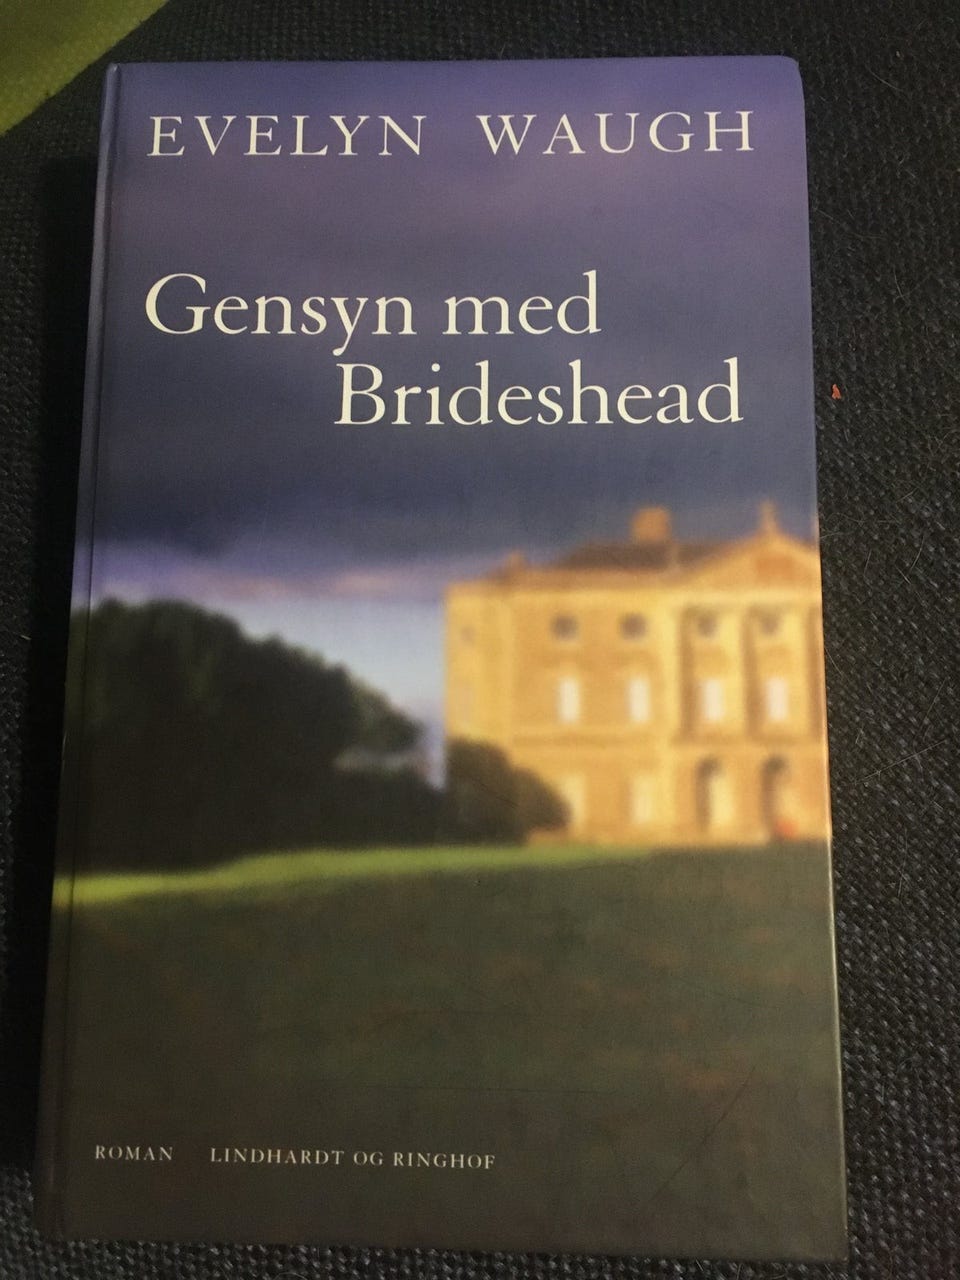 EVELYN WAUGH
Gensyn med
Brideshead
ROMAN LINDHARDT OG RINGHOF